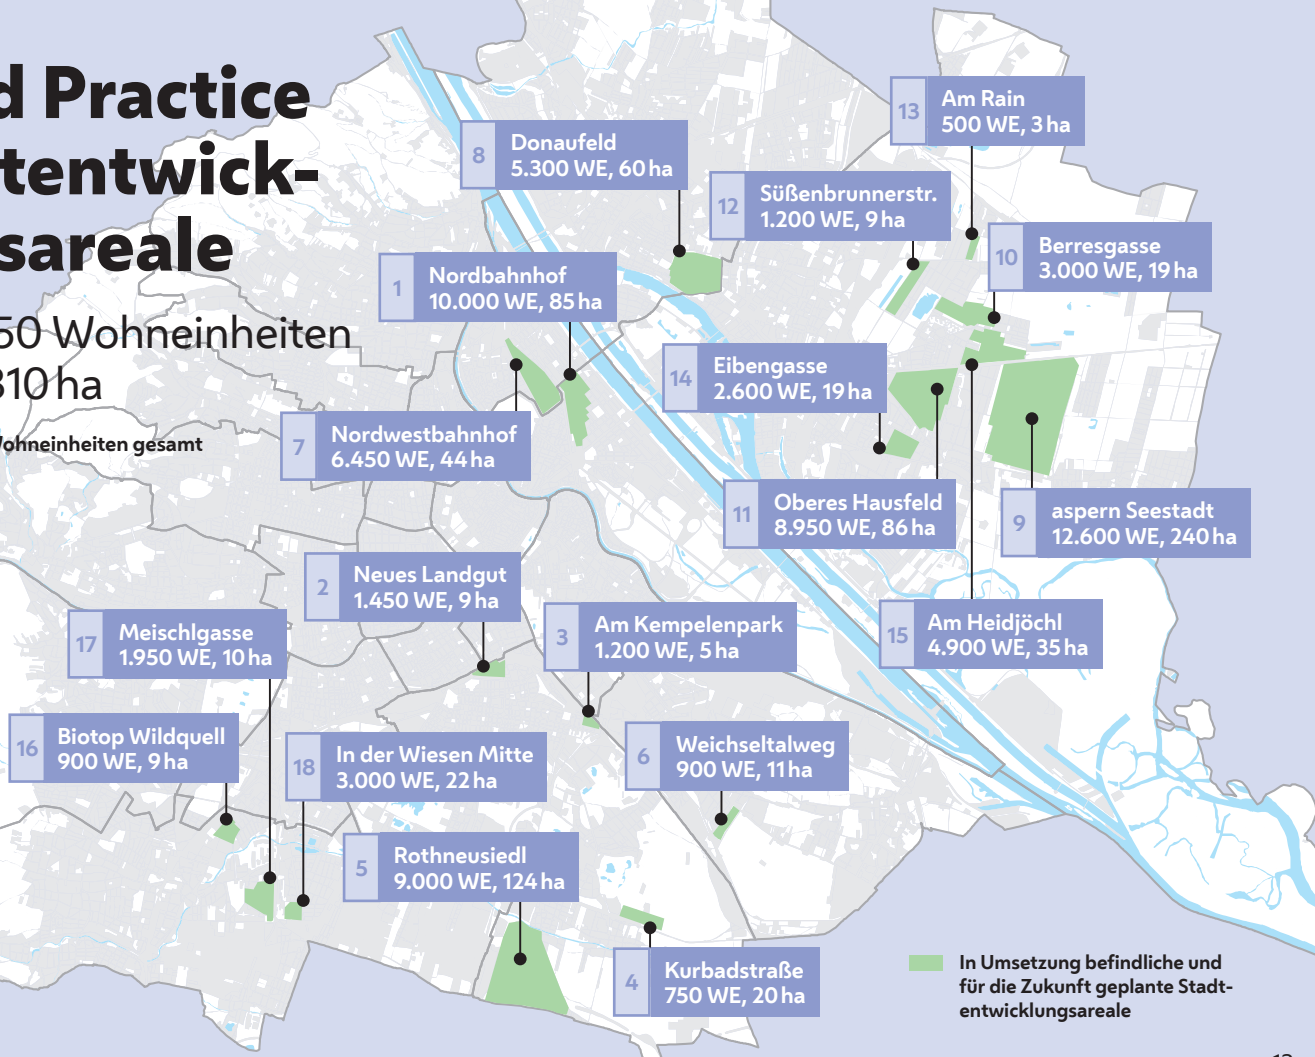 d Practice
tentwick-
sareale
50 Wohneinheiten
310 ha
Wohneinheiten gesamt
13
Am Rain
500 WE, 3 ha
8
Donaufeld
5.300 WE, 60 ha
12
Süßenbrunnerstr.
1.200 WE, 9 ha
10
Berresgasse
3.000 WE, 19 ha
1
Nordbahnhof
10.000 WE, 85 ha
14
Eibengasse
2.600 WE, 19 ha
7
Nordwestbahnhof
6.450 WE, 44 ha
11
Oberes Hausfeld
8.950 WE, 86 ha
9
aspern Seestadt
12.600 WE, 240 ha
2
Neues Landgut
1.450 WE, 9 ha
3
Am Kempelenpark
1.200 WE, 5 ha
15
Am Heidjöchl
4.900 WE, 35 ha
17
Meischlgasse
1.950 WE, 10 ha
16
Biotop Wildquell
900 WE, 9 ha
18
In der Wiesen Mitte
3.000 WE, 22 ha
6
Weichseltalweg
900 WE, 11 ha
5
Rothneusiedl
9.000 WE, 124 ha
4
Kurbadstraße
750 WE, 20 ha
In Umsetzung befindliche und
für die Zukunft geplante Stadt-
entwicklungsareale